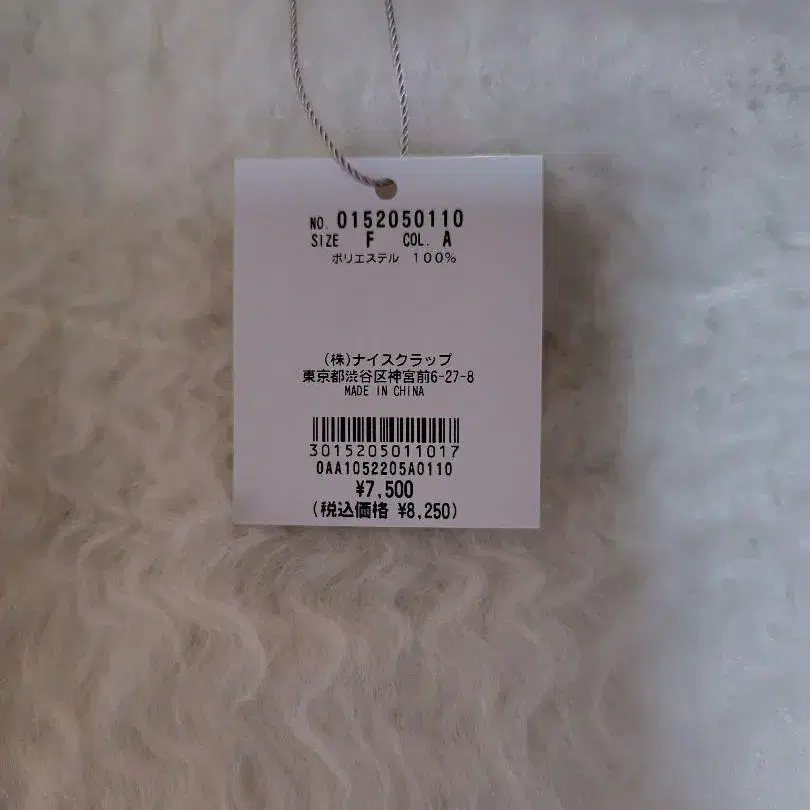 NO. 0152050110
SIZE F COL. A
ポリエステル 100%
(株)ナイスクラップ
東京都渋谷区神宮前6-27-8
MADE IN CHINA
3015205011017
0AA1052205A0110
¥7,500
(税込価格 ¥8,250)